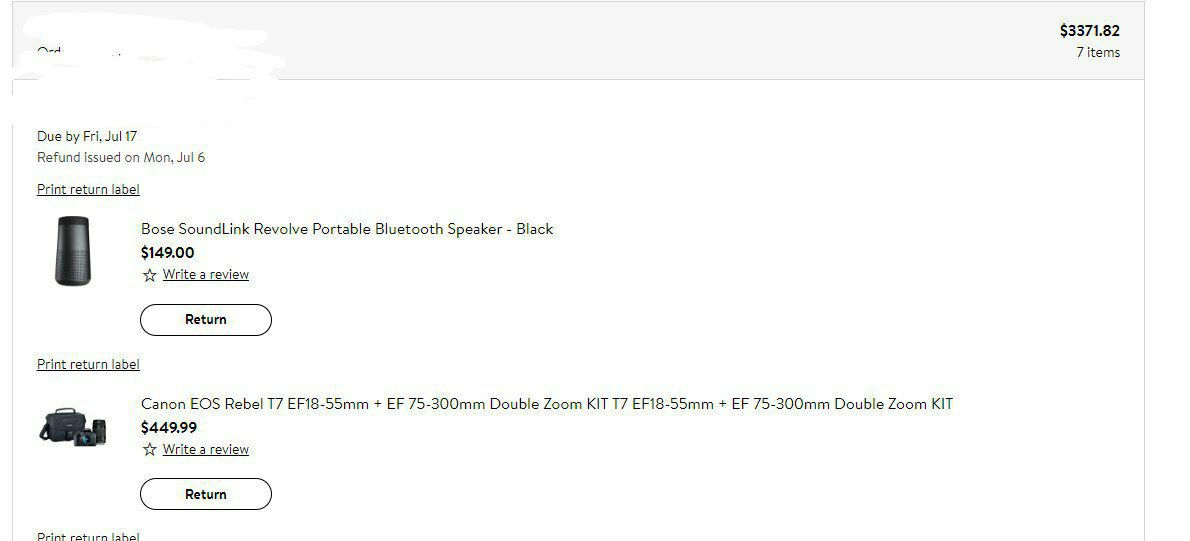 $3371.82
7 items
Due by Fri, Jul 17
Refund issued on Mon, Jul 6
Print return label
Bose SoundLink Revolve Portable Bluetooth Speaker - Black
$149.00
Write a review
Return
Print return label
Canon EOS Rebel T7 EF18-55mm + EF 75-300mm Double Zoom KIT T7 EF18-55mm + EF 75-300mm Double Zoom KIT
$449.99
Write a review
Return
Print return label